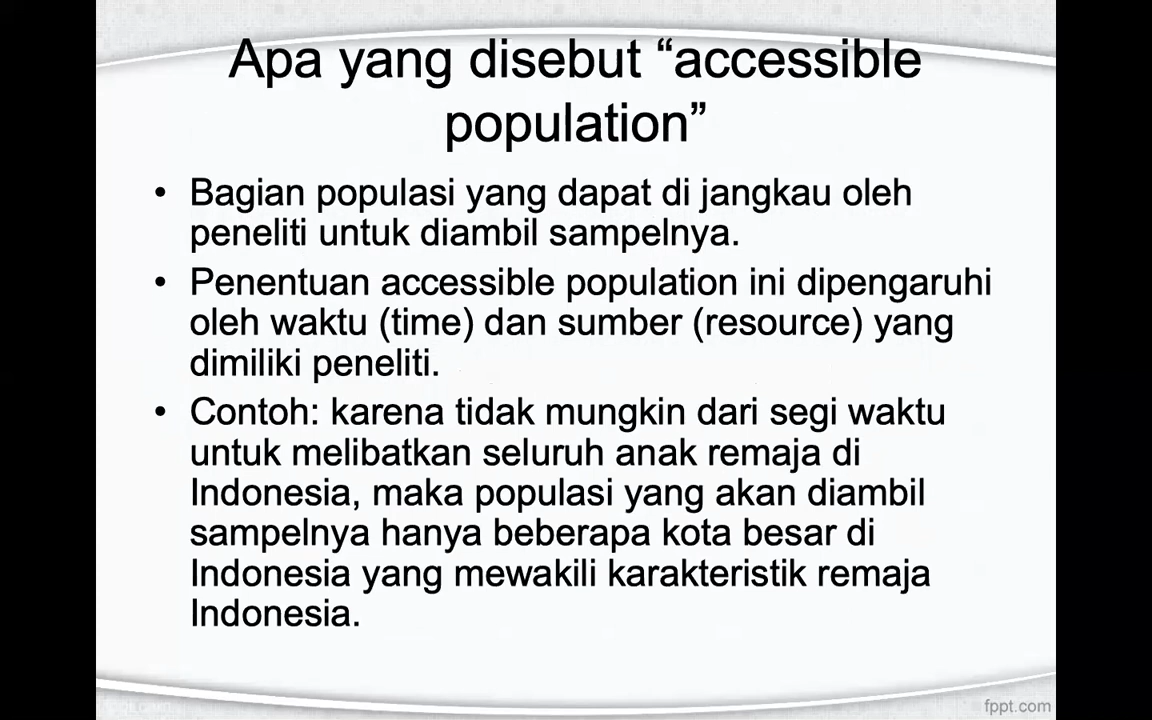 Apa yang disebut “accessible
population”
• Bagian populasi yang dapat di jangkau oleh
peneliti untuk diambil sampelnya.
• Penentuan accessible population ini dipengaruhi
oleh waktu (time) dan sumber (resource) yang
dimiliki peneliti.
• Contoh: karena tidak mungkin dari segi waktu
untuk melibatkan seluruh anak remaja di
Indonesia, maka populasi yang akan diambil
sampelnya hanya beberapa kota besar di
Indonesia yang mewakili karakteristik remaja
Indonesia.
fppt.com